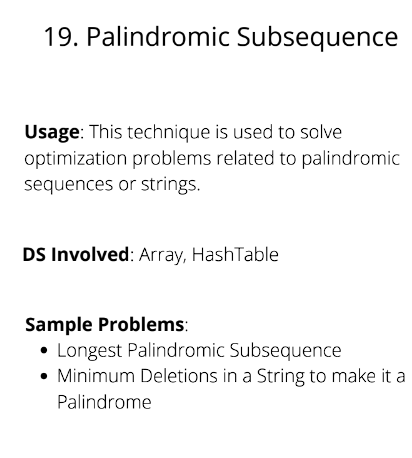 19. Palindromic Subsequence
Usage: This technique is used to solve
optimization problems related to palindromic
sequences or strings.
DS Involved: Array, HashTable
Sample Problems:
• Longest Palindromic Subsequence
• Minimum Deletions in a String to make it a
Palindrome